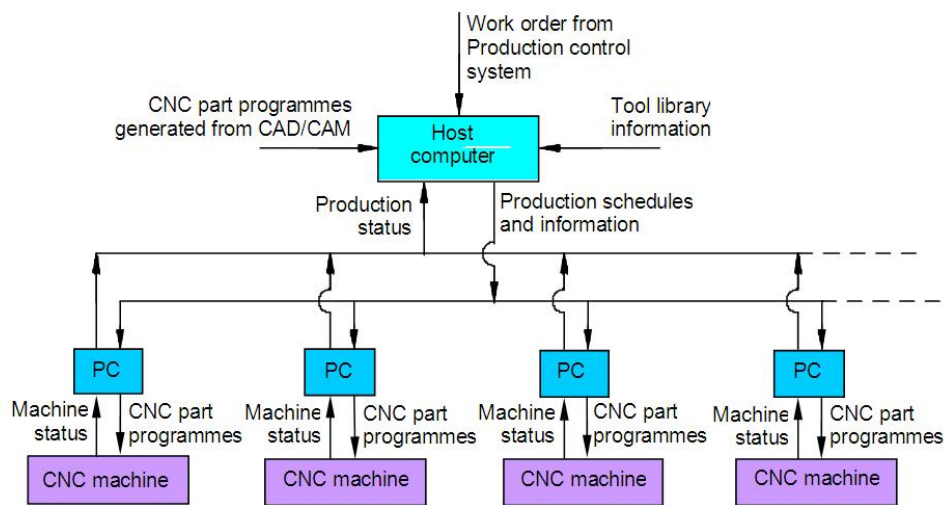 Work order from
Production control
system
CNC part programmes
generated from CAD/CAM
Tool library
information
Host
computer
Production
status
Production schedules
and information
PC
PC
PC
PC
Machine
status
CNC part
programmes
Machine
status
CNC part
programmes
Machine
status
CNC part
programmes
Machine
status
CNC part
programmes
CNC machine
CNC machine
CNC machine
CNC machine